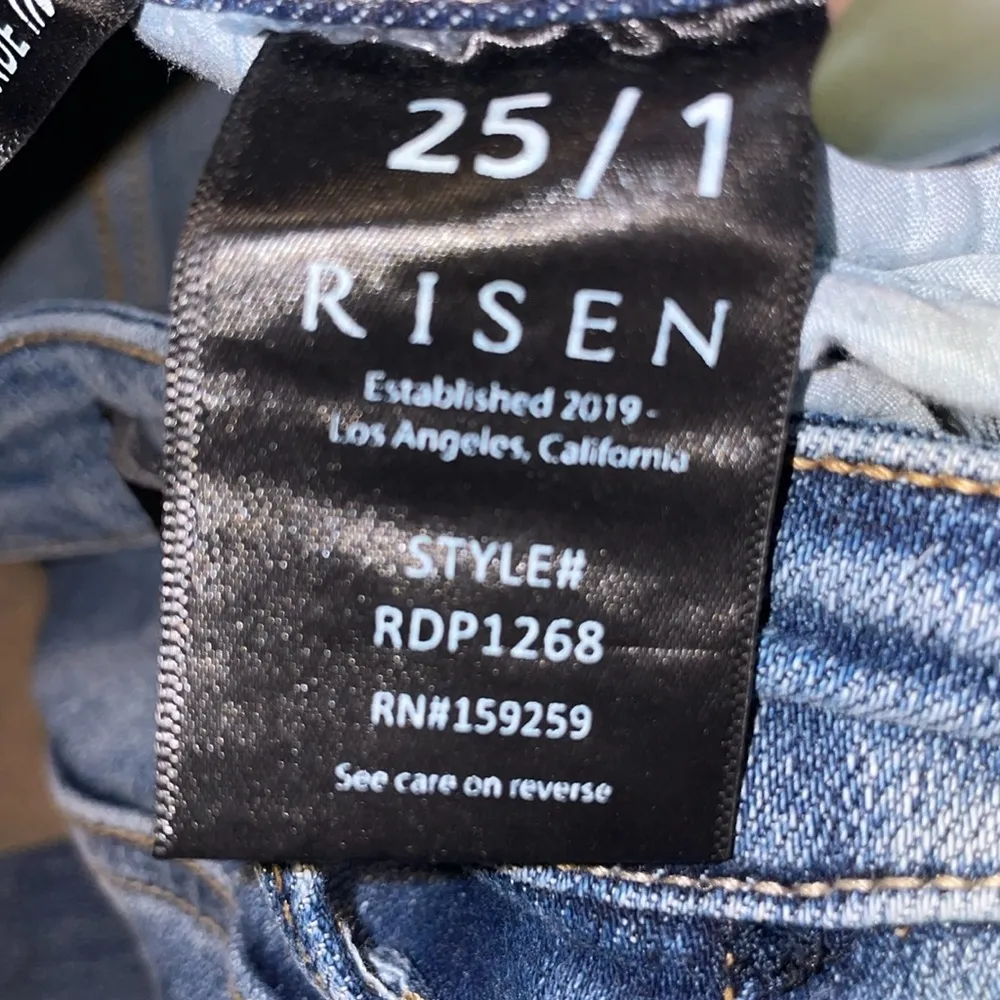 25/1
RISEN
Established 2019 -
Los Angeles, California
STYLE#
RDP1268
RN#159259
See care on reverse